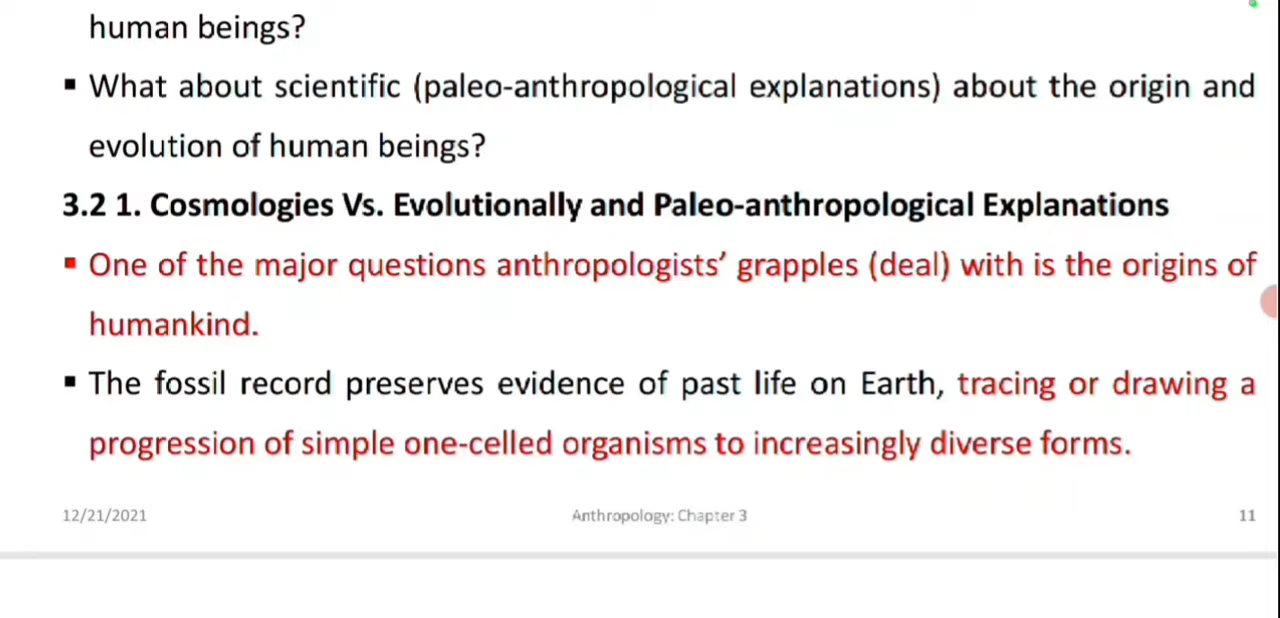 human beings?
▪ What about scientific (paleo-anthropological explanations) about the origin and
evolution of human beings?
3.2 1. Cosmologies Vs. Evolutionally and Paleo-anthropological Explanations
▪ One of the major questions anthropologists’ grapples (deal) with is the origins of
humankind.
▪ The fossil record preserves evidence of past life on Earth, tracing or drawing a
progression of simple one-celled organisms to increasingly diverse forms.
12/21/2021 Anthropology: Chapter 3 11